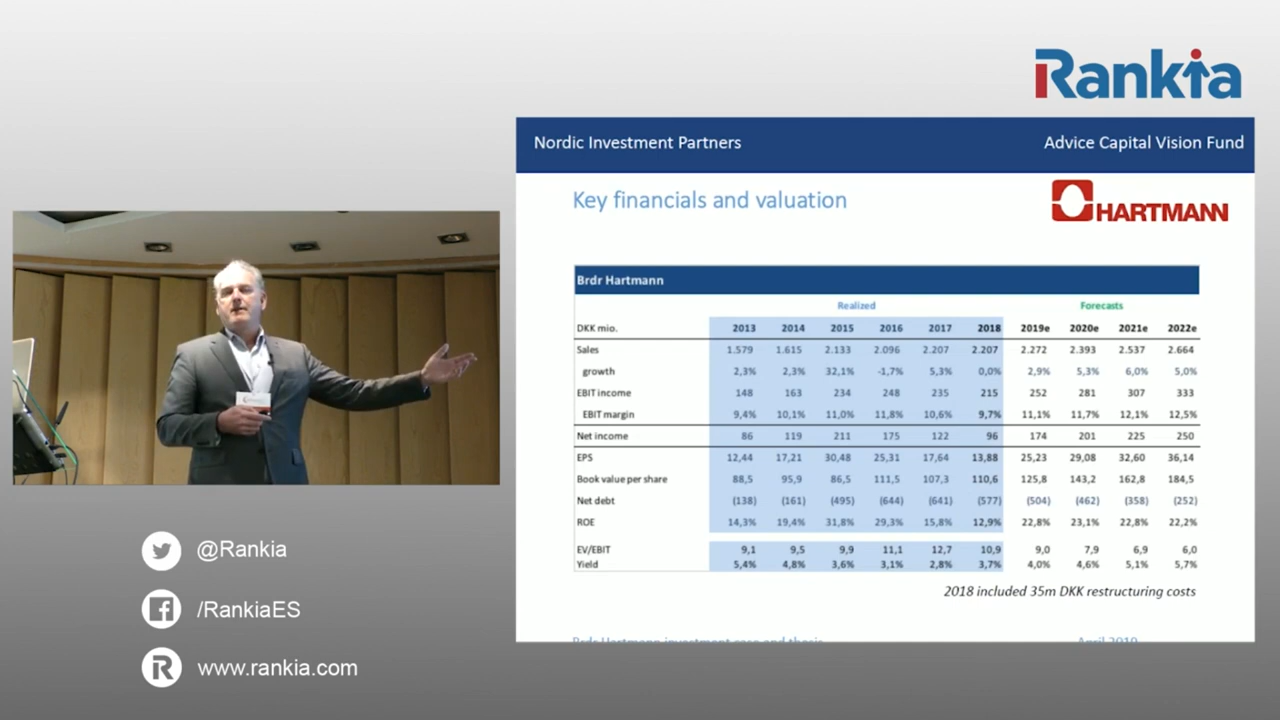 Rankia
Nordic Investment Partners Advice Capital Vision Fund
Key financials and valuation
HARTMANN
Brdr Hartmann
Realized Forecasts
DKK mio. 2013 2014 2015 2016 2017 2018 2019e 2020e 2021e 2022e
Sales 1.579 1.615 2.133 2.096 2.207 2.207 2.272 2.393 2.537 2.664
growth 2,3% 2,3% 32,1% -1,7% 5,3% 0,0% 2,9% 5,3% 6,0% 5,0%
EBIT income 148 163 234 248 235 215 252 281 307 333
EBIT margin 9,4% 10,1% 11,0% 11,8% 10,6% 9,7% 11,1% 11,7% 12,1% 12,5%
Net income 86 119 211 175 122 96 174 201 225 250
EPS 12,44 17,21 30,48 25,31 17,64 13,88 25,23 29,08 32,60 36,14
Book value per share 88,5 95,9 86,5 111,5 107,3 110,6 125,8 143,2 162,8 184,5
Net debt (138) (161) (495) (644) (641) (577) (504) (462) (358) (252)
ROE 14,3% 19,4% 31,8% 29,3% 15,8% 12,9% 22,8% 23,1% 22,8% 22,2%
EV/EBIT 9,1 9,5 9,9 11,1 12,7 10,9 9,0 7,9 6,9 6,0
Yield 5,4% 4,8% 3,6% 3,1% 2,8% 3,7% 4,0% 4,6% 5,1% 5,7%
2018 included 35m DKK restructuring costs
Brdr Hartmann investment case and thesis April 2019
@Rankia
/RankiaES
www.rankia.com